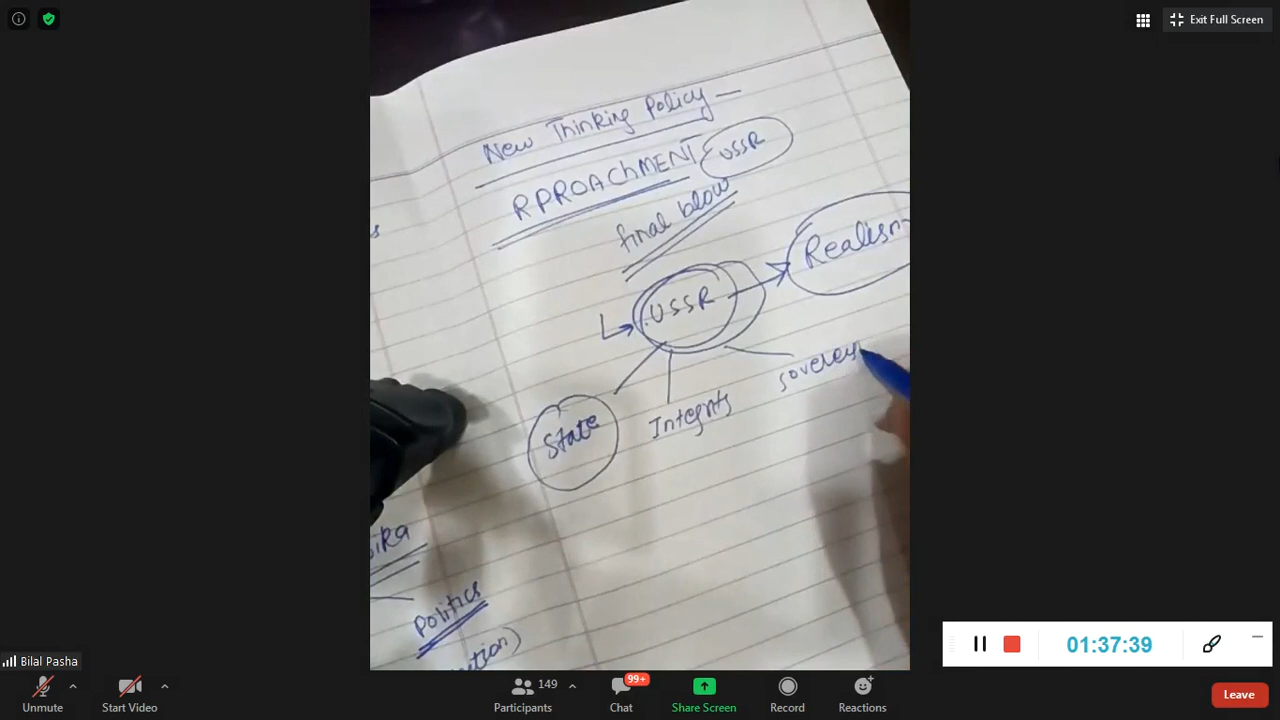 Exit Full Screen
New Thinking Policy —
RPROAChMENT USSR
final blow
Realism
USSR
State
Integrity
soverey
Politics
Bilal Pasha
01:37:39
Unmute
Start Video
149
Participants
99+
Chat
Share Screen
Record
Reactions
Leave